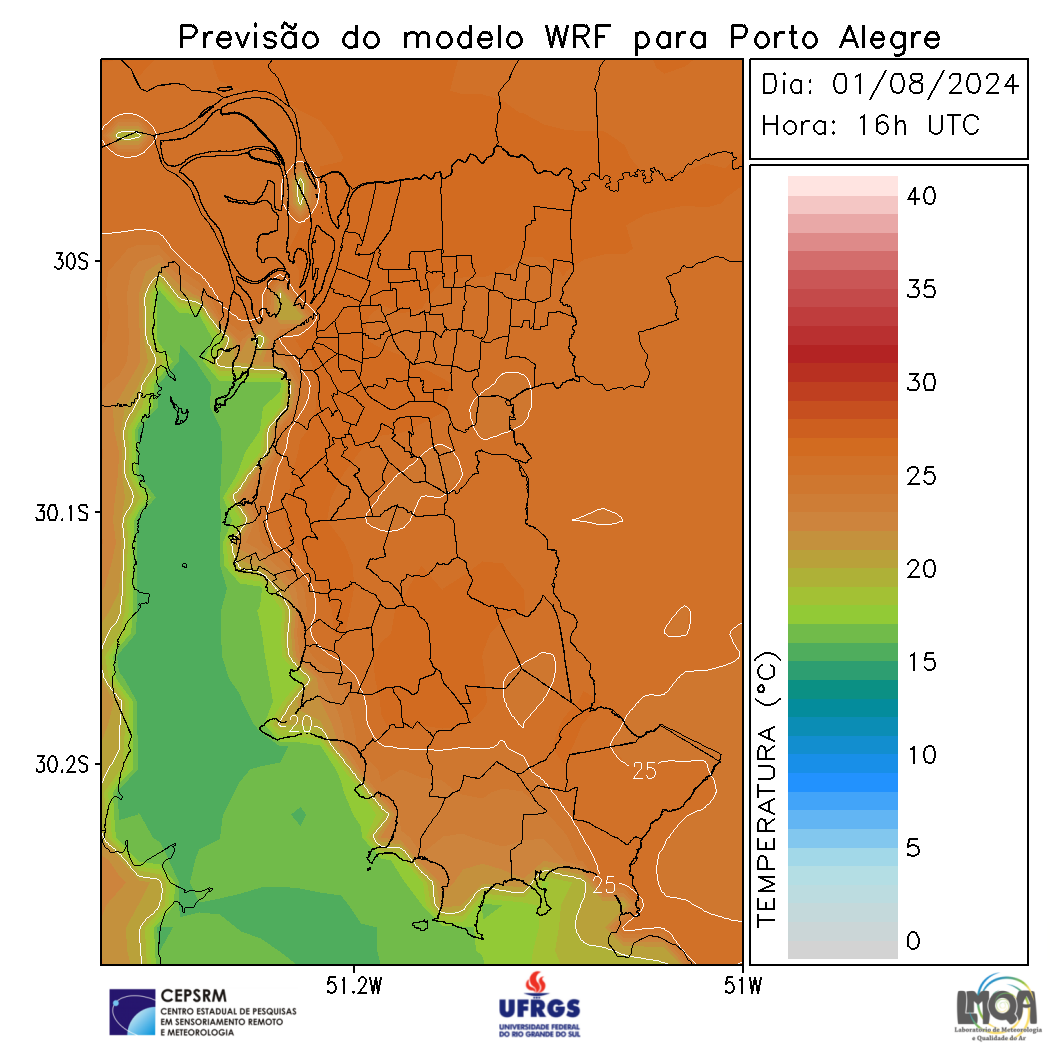 Previsão do modelo WRF para Porto Alegre
Dia: 01/08/2024
Hora: 16h UTC
30S
30.1S
30.2S
51.2W
51W
20
25
25
TEMPERATURA (°C)
40
35
30
25
20
15
10
5
0
CEPSRM
CENTRO ESTADUAL DE PESQUISAS
EM SENSORIAMENTO REMOTO
E METEOROLOGIA
UFRGS
UNIVERSIDADE FEDERAL
DO RIO GRANDE DO SUL
LMQA
Laboratório de Meteorologia
e Qualidade do Ar